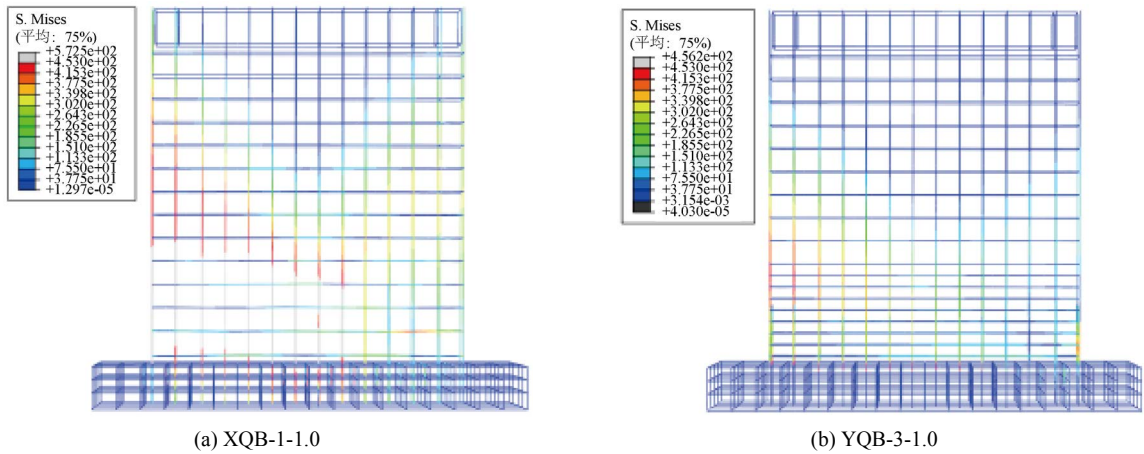 S. Mises
(平均: 75%)
+5.725e+02
+4.530e+02
+4.153e+02
+3.775e+02
+3.398e+02
+3.020e+02
+2.643e+02
+2.265e+02
+1.855e+02
+1.510e+02
+1.133e+02
+7.550e+01
+3.775e+01
+1.297e-05
S. Mises
(平均: 75%)
+4.562e+02
+4.530e+02
+4.153e+02
+3.775e+02
+3.398e+02
+3.020e+02
+2.643e+02
+2.265e+02
+1.855e+02
+1.510e+02
+1.133e+02
+7.550e+01
+3.775e+01
+3.154e-03
+4.030e-05
(a) XQB-1-1.0
(b) YQB-3-1.0